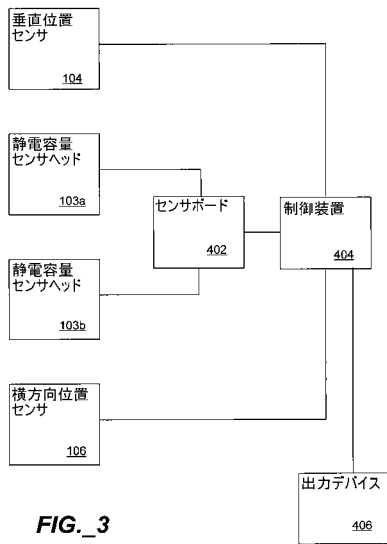 垂直位置
センサ
104
静電容量
センサヘッド
103a
センサボード
402
制御装置
404
静電容量
センサヘッド
103b
横方向位置
センサ
106
出力デバイス
406
FIG._3